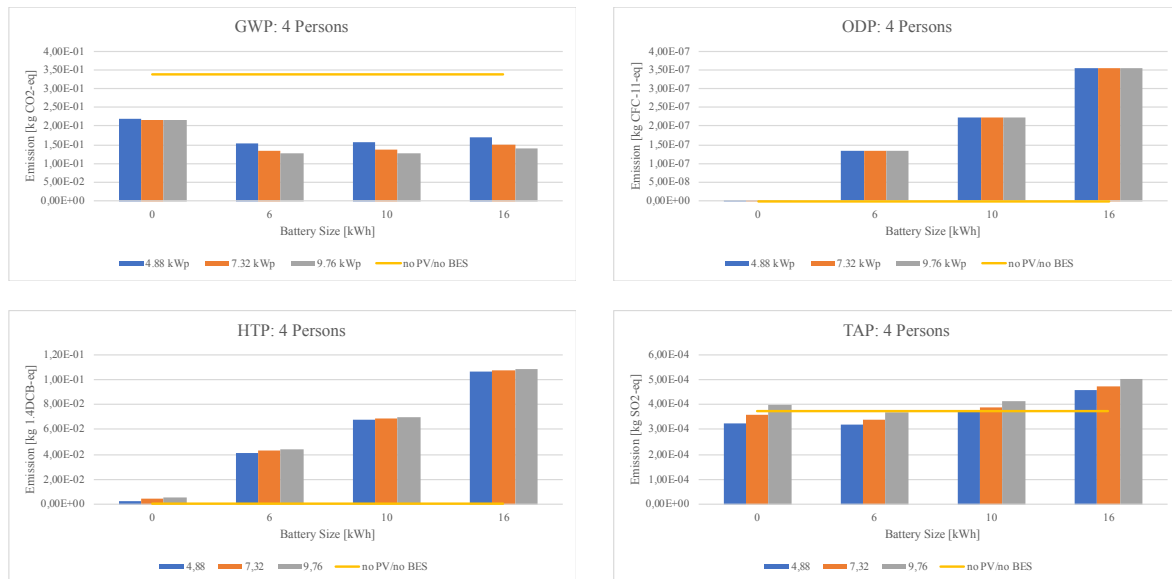 GWP: 4 Persons
Emission [kg CO2-eq]
4,00E-01
3,50E-01
3,00E-01
2,50E-01
2,00E-01
1,50E-01
1,00E-01
5,00E-02
0,00E+00
0 6 10 16
Battery Size [kWh]
4.88 kWp 7.32 kWp 9.76 kWp no PV/no BES
ODP: 4 Persons
Emission [kg CFC-11-eq]
4,00E-07
3,50E-07
3,00E-07
2,50E-07
2,00E-07
1,50E-07
1,00E-07
5,00E-08
0,00E+00
0 6 10 16
Battery Size [kWh]
4.88 kWp 7.32 kWp 9.76 kWp no PV/no BES
HTP: 4 Persons
Emission [kg 1.4DCB-eq]
1,20E-01
1,00E-01
8,00E-02
6,00E-02
4,00E-02
2,00E-02
0,00E+00
0 6 10 16
Battery Size [kWh]
4,88 7,32 9,76 no PV/no BES
TAP: 4 Persons
Emission [kg SO2-eq]
6,00E-04
5,00E-04
4,00E-04
3,00E-04
2,00E-04
1,00E-04
0,00E+00
0 6 10 16
Battery Size [kWh]
4,88 7,32 9,76 no PV/no BES